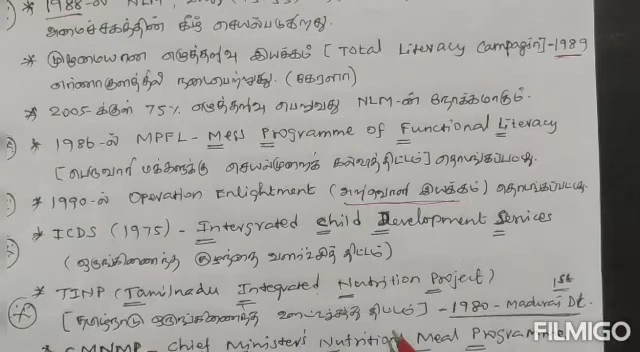 * 1988-ல் NLM
அமைச்சகத்தின் கீழ் செயல்படுகிறது.
* முழுமையான எழுத்தறிவு இயக்கம் [Total Literacy Campagin] - 1989
எர்ணாகுளத்தில் நடைபெற்றது. (கேரளா)
* 2005-க்குள் 75% எழுத்தறிவு பெறுவது NLM-ன் நோக்கமாகும்.
* 1986-ல் MPFL - Mess Programme of Functional Literacy
[பெருவாரி மக்களுக்கு செயல்முறைக் கல்வித்திட்டம்] தொடங்கப்பட்டது.
* 1990-ல் Operation Enlightment (அறிவொளி இயக்கம்) தொடங்கப்பட்டது.
* ICDS (1975) - Intergrated Child Development Services
(ஒருங்கிணைந்த குழந்தை வளர்ச்சித் திட்டம்)
* TINP (Tamilnadu Integrated Nutrition Project) 1st
[தமிழ்நாடு ஒருங்கிணைந்த ஊட்டச்சத்து திட்டம்] - 1980 - Madurai Dt.
* CMNMP - Chief Minister's Nutrition Meal Programme
FILMIGO